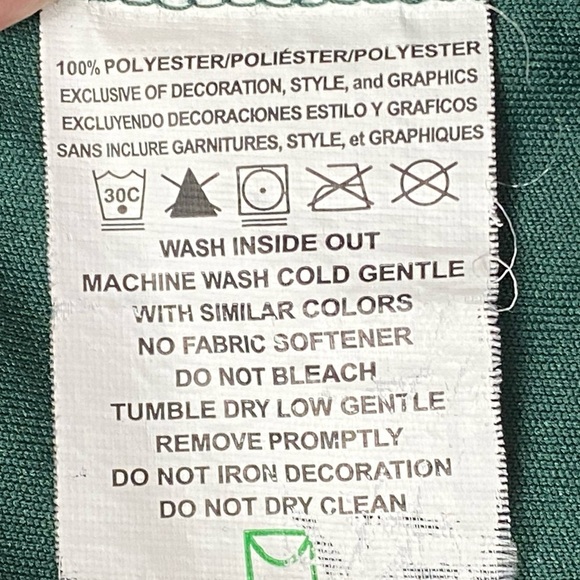 100% POLYESTER/POLIÉSTER/POLYESTER
EXCLUSIVE OF DECORATION, STYLE, and GRAPHICS
EXCLUYENDO DECORACIONES ESTILO Y GRAFICOS
SANS INCLURE GARNITURES, STYLE, et GRAPHIQUES
30C
WASH INSIDE OUT
MACHINE WASH COLD GENTLE
WITH SIMILAR COLORS
NO FABRIC SOFTENER
DO NOT BLEACH
TUMBLE DRY LOW GENTLE
REMOVE PROMPTLY
DO NOT IRON DECORATION
DO NOT DRY CLEAN